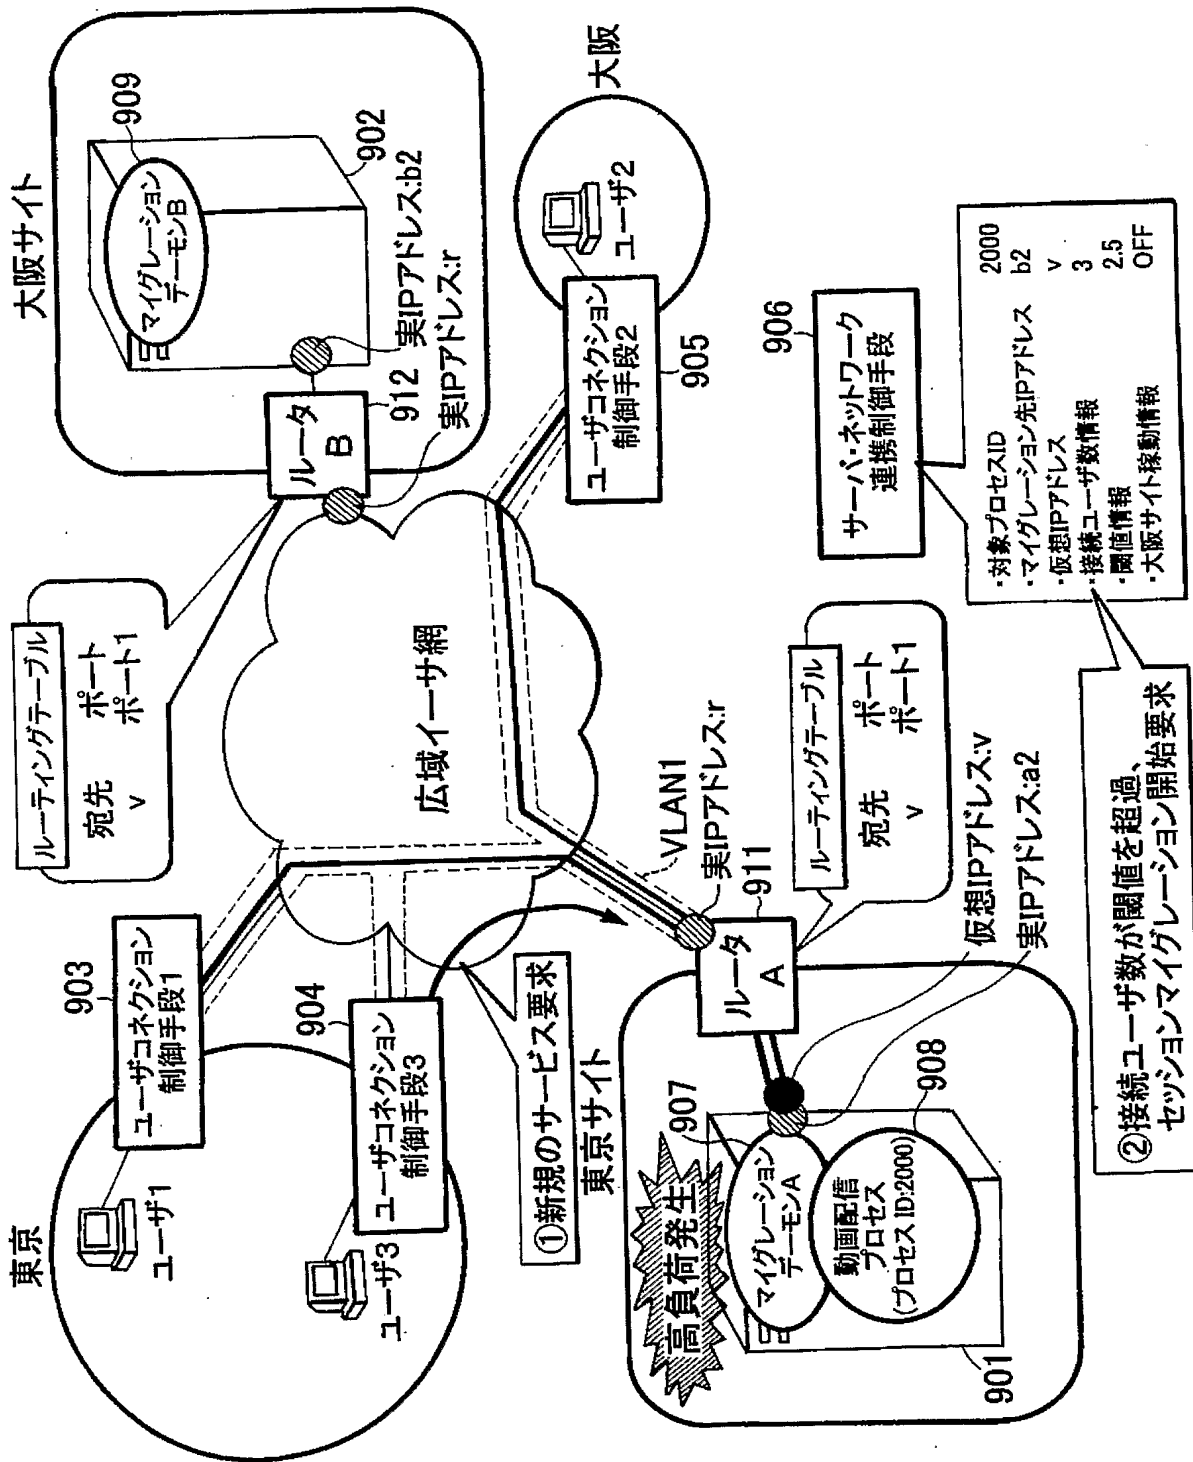 東京
ユーザ1
903
ユーザコネクション
制御手段1
904
ユーザコネクション
制御手段3
ユーザ3
①新規のサービス要求
ルーティングテーブル
宛先 ポート
v ポート1
広域イーサ網
大阪サイト
909
マイグレーション
デーモンB
902
実IPアドレス:b2
ルータ
B
912
実IPアドレス:r
大阪
ユーザ2
ユーザコネクション
制御手段2
905
東京サイト
高負荷発生
907
マイグレーション
デーモンA
動画配信
プロセス
(プロセスID:2000)
908
901
ルータ
A
911
実IPアドレス:r
VLAN1
ルーティングテーブル
宛先 ポート
v ポート1
仮想IPアドレス:v
実IPアドレス:a2
906
サーバ・ネットワーク
連携制御手段
・対象プロセスID 2000
・マイグレーション先IPアドレス b2
・仮想IPアドレス v
・接続ユーザ数情報 3
・閾値情報 2.5
・大阪サイト稼動情報 OFF
②接続ユーザ数が閾値を超過、
セッションマイグレーション開始要求